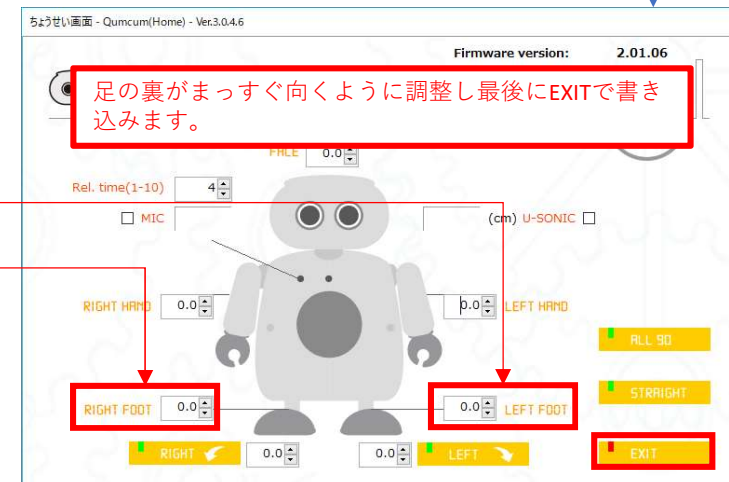 ちょうせい画面 - Qumcum(Home) - Ver.3.0.4.6
Firmware version: 2.01.06
足の裏がまっすぐ向くように調整し最後にEXITで書き
込みます。
FACE 0.0
Rel. time(1-10) 4
MIC (cm) U-SONIC
RIGHT HAND 0.0 0.0 LEFT HAND
ALL 90
STRAIGHT
RIGHT FOOT 0.0 0.0 LEFT FOOT
RIGHT 0.0 0.0 LEFT EXIT